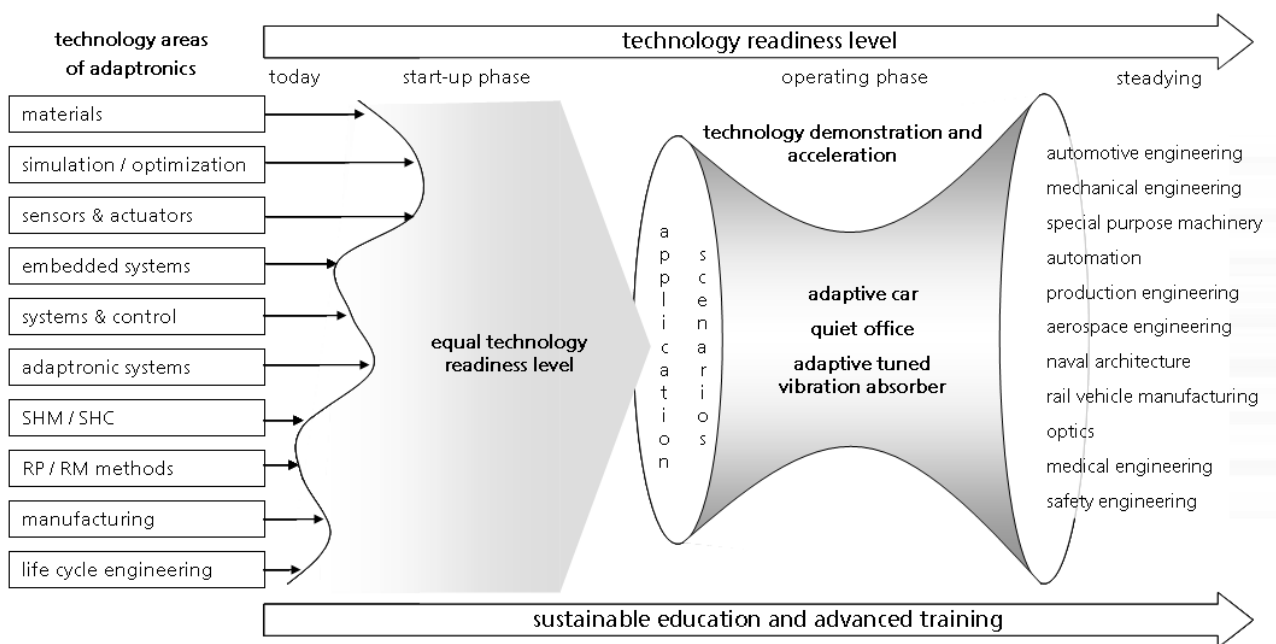 technology areas
of adaptronics
technology readiness level
today
start-up phase
operating phase
steadying
materials
simulation / optimization
sensors & actuators
embedded systems
systems & control
adaptronic systems
SHM / SHC
RP / RM methods
manufacturing
life cycle engineering
equal technology
readiness level
application
scenarios
technology demonstration and
acceleration
adaptive car
quiet office
adaptive tuned
vibration absorber
automotive engineering
mechanical engineering
special purpose machinery
automation
production engineering
aerospace engineering
naval architecture
rail vehicle manufacturing
optics
medical engineering
safety engineering
sustainable education and advanced training